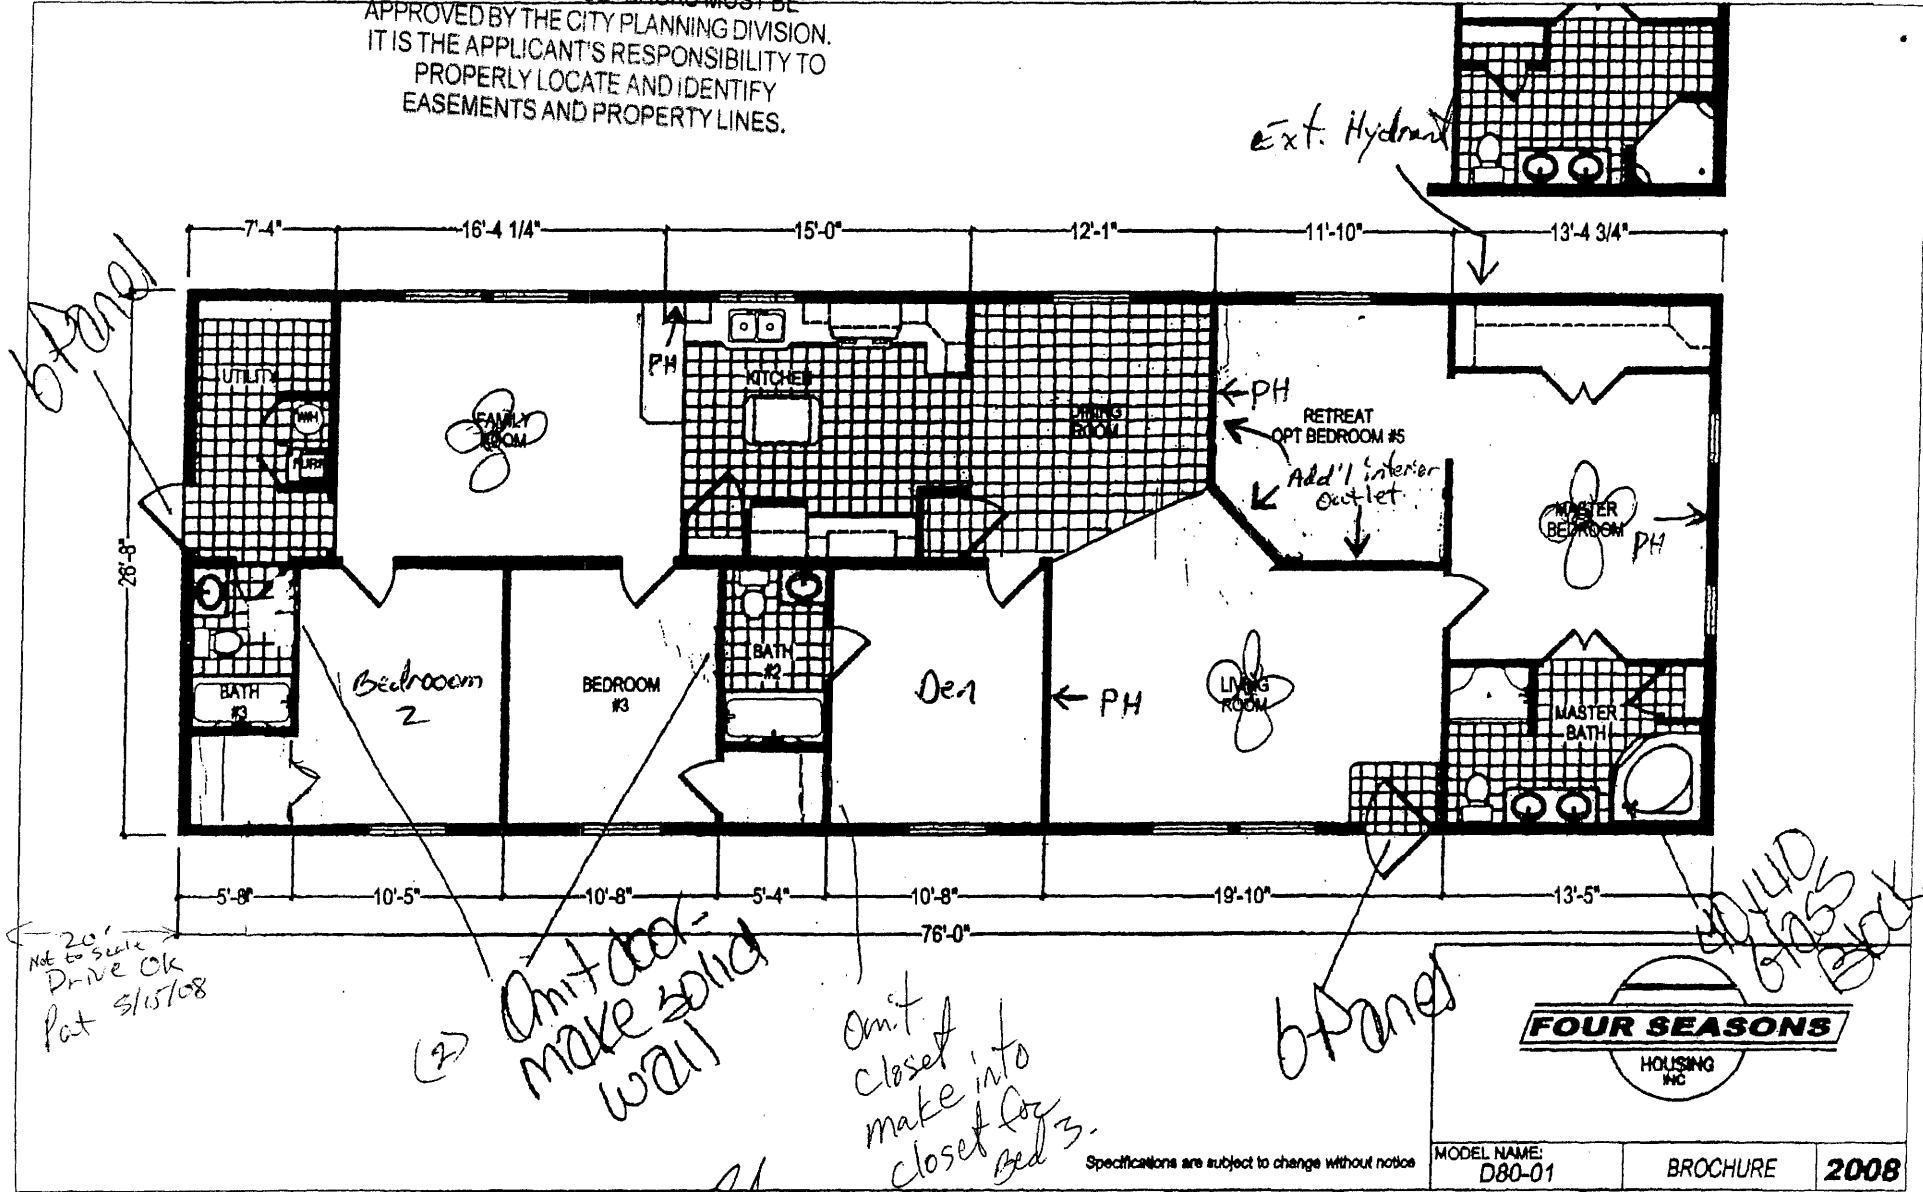 MUST BE
APPROVED BY THE CITY PLANNING DIVISION.
IT IS THE APPLICANT'S RESPONSIBILITY TO
PROPERLY LOCATE AND IDENTIFY
EASEMENTS AND PROPERTY LINES.
Ext. Hydrant
7'-4"
16'-4 1/4"
15'-0"
12'-1"
11'-10"
13'-4 3/4"
6-Panel
UTILITY
WH
FURN
FAMILY
ROOM
PH
KITCHEN
DINING
ROOM
PH
RETREAT
OPT BEDROOM #5
Add'l interior
outlet
MASTER
BEDROOM
PH
26'-8"
BATH
#3
Bedrooom
2
BEDROOM
#3
BATH
#2
Den
PH
LIVING
ROOM
MASTER
BATH
5'-8"
10'-5"
10'-8"
5'-4"
10'-8"
19'-10"
13'-5"
76'-0"
20'
Not to Scale
Drive OK
Pat 5/15/08
(2)
Omit door-
make solid
wall
Omit
closet
make into
closet for
Bed 3.
6-Panel
40x40
Glass
Block
FOUR SEASONS
HOUSING
INC
Specifications are subject to change without notice
MODEL NAME:
D80-01
BROCHURE
2008